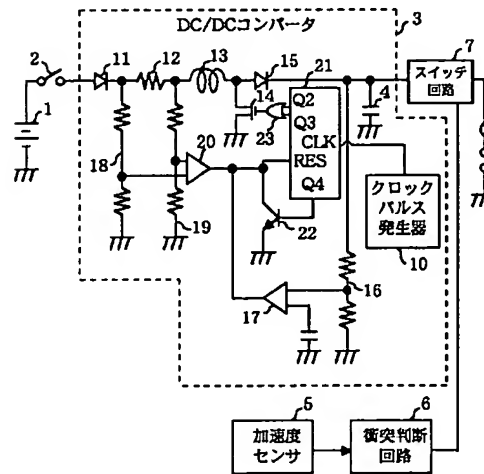 DC/DCコンバータ
3
2
11
12
13
15
21
7
スイッチ
回路
14
Q2
Q3
23
4
1
CLK
RES
20
18
Q4
クロック
パルス
発生器
22
19
10
16
17
5
6
加速度
センサ
衝突判断
回路